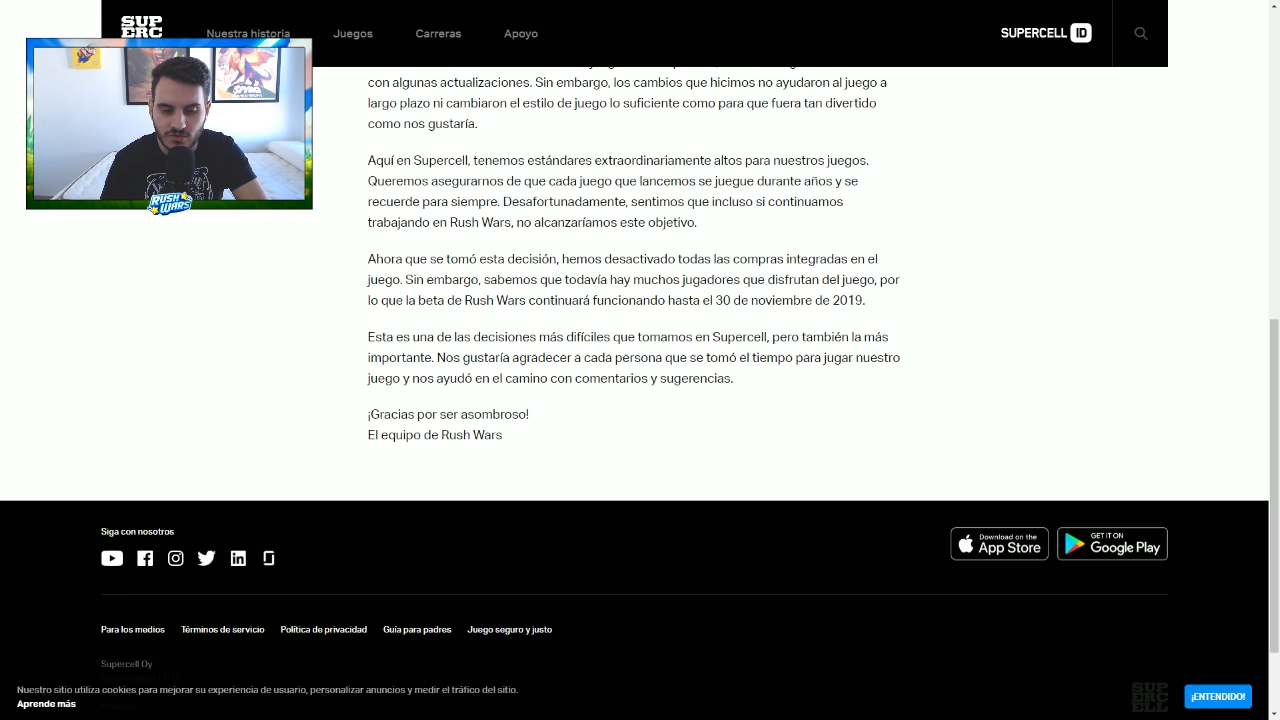 SUP
ERC
Nuestra historia
Juegos
Carreras
Apoyo
SUPERCELL ID
con algunas actualizaciones. Sin embargo, los cambios que hicimos no ayudaron al juego a
largo plazo ni cambiaron el estilo de juego lo suficiente como para que fuera tan divertido
como nos gustaría.
Aquí en Supercell, tenemos estándares extraordinariamente altos para nuestros juegos.
Queremos asegurarnos de que cada juego que lancemos se juegue durante años y se
recuerde para siempre. Desafortunadamente, sentimos que incluso si continuamos
trabajando en Rush Wars, no alcanzaríamos este objetivo.
Ahora que se tomó esta decisión, hemos desactivado todas las compras integradas en el
juego. Sin embargo, sabemos que todavía hay muchos jugadores que disfrutan del juego, por
lo que la beta de Rush Wars continuará funcionando hasta el 30 de noviembre de 2019.
Esta es una de las decisiones más difíciles que tomamos en Supercell, pero también la más
importante. Nos gustaría agradecer a cada persona que se tomó el tiempo para jugar nuestro
juego y nos ayudó en el camino con comentarios y sugerencias.
¡Gracias por ser asombroso!
El equipo de Rush Wars
RUSH
WARS
SPYRO
Siga con nosotros
Download on the
App Store
GET IT ON
Google Play
Para los medios
Términos de servicio
Política de privacidad
Guía para padres
Juego seguro y justo
Supercell Oy
Nuestro sitio utiliza cookies para mejorar su experiencia de usuario, personalizar anuncios y medir el tráfico del sitio.
Aprende más
SUP
ERC
ELL
¡ENTENDIDO!